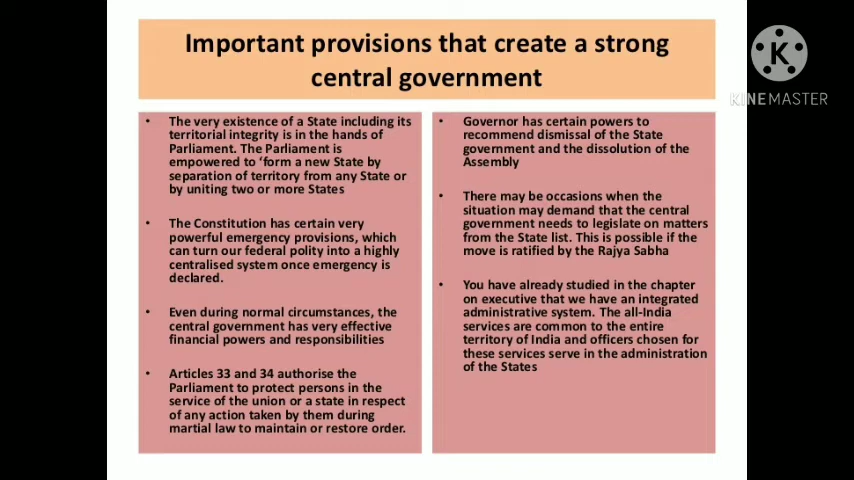 Important provisions that create a strong
central government
K
KINEMASTER
• The very existence of a State including its
territorial integrity is in the hands of
Parliament. The Parliament is
empowered to ‘form a new State by
separation of territory from any State or
by uniting two or more States
• The Constitution has certain very
powerful emergency provisions, which
can turn our federal polity into a highly
centralised system once emergency is
declared.
• Even during normal circumstances, the
central government has very effective
financial powers and responsibilities
• Articles 33 and 34 authorise the
Parliament to protect persons in the
service of the union or a state in respect
of any action taken by them during
martial law to maintain or restore order.
• Governor has certain powers to
recommend dismissal of the State
government and the dissolution of the
Assembly
• There may be occasions when the
situation may demand that the central
government needs to legislate on matters
from the State list. This is possible if the
move is ratified by the Rajya Sabha
• You have already studied in the chapter
on executive that we have an integrated
administrative system. The all-India
services are common to the entire
territory of India and officers chosen for
these services serve in the administration
of the States